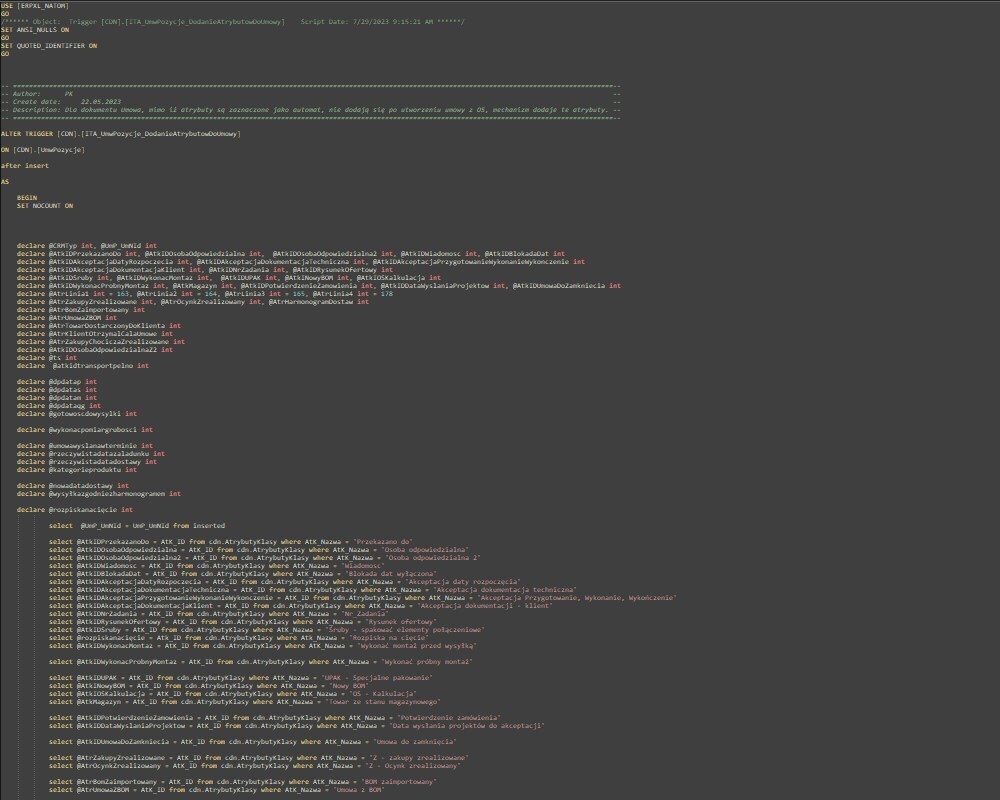 USE [ERPXL_NATOM]
GO
/****** Object:  Trigger [CDN].[ITA_UmwPozycje_DodanieAtrybutowDoUmowy]    Script Date: 7/29/2023 9:15:21 AM ******/
SET ANSI_NULLS ON
GO
SET QUOTED_IDENTIFIER ON
GO
-- Author:      PK                                                                                  --
-- Create date:     22.05.2023                                                                      --
-- Description: Dla dokumentu Umowa, mimo iż atrybuty są zaznaczone jako automat, nie dodają się po utworzeniu umowy z OS, mechanizm dodaje te atrybuty. --
ALTER TRIGGER [CDN].[ITA_UmwPozycje_DodanieAtrybutowDoUmowy]
ON [CDN].[UmwPozycje]
after insert
AS
BEGIN
SET NOCOUNT ON
declare @CRMTyp int, @UmP_UmNId int
declare @AtkIDPrzekazanoDo int, @AtkIDOsobaOdpowiedzialna int,  @AtkIDOsobaOdpowiedzialna2 int, @AtkIDWiadomosc int, @AtkIDBlokadaDat int
declare @AtkIDAkceptacjaDatyRozpoczecia int, @AtkIDAkceptacjaDokumentacjaTechniczna int, @AtkIDAkceptacjaPrzygotowanieWykonanieWykonczenie int
declare @AtkIDAkceptacjaDokumentacjaKlient int, @AtkIDNrZadania int, @AtkIDRysunekOfertowy int
declare @AtkIDSruby int, @AtkIDWykonacMontaz int,  @AtkIDUPAK int, @AtkINowyBOM int, @AtkIOSKalkulacja int
declare @AtkIDWykonacProbnyMontaz int, @AtkMagazyn int, @AtkIDPotwierdzenieZamowienia int, @AtkIDDataWyslaniaProjektow int, @AtkIDUmowaDoZamkniecia int
declare @AtrLinia1 int = 163, @AtrLinia2 int = 164, @AtrLinia3 int = 165, @AtrLinia4 int = 178
declare @AtrZakupyZrealizowane int, @AtrOcynkZrealizowany int, @AtrHarmonogramDostaw int
declare @AtrBomZaimportowany int
declare @AtrUmowaZBOM int
declare @AtrTowarDostarczonyDoKlienta int
declare @AtrKlientOtrzymalCalaUmowe int
declare @AtrZakupyChociczaZrealizowane int
declare @AtkIDOsobaOdpowiedzialnaZ2 int
declare @ts int
declare  @atkidtransportpelno int
declare @dpdatap int
declare @dpdatas int
declare @dpdatam int
declare @dpdataqg int
declare @gotowoscdowysylki int
declare @wykonacpomiargrubosci int
declare @umowawyslanawterminie int
declare @rzeczywistadatazaladunku int
declare @rzeczywistadatadostawy int
declare @kategorieproduktu int
declare @nowadatadostawy int
declare @wysyłkazgodniezharmonogramem int
declare @rozpiskanacięcie int
select  @UmP_UmNId = UmP_UmNId from inserted
select @AtkIDPrzekazanoDo = AtK_ID from cdn.AtrybutyKlasy where AtK_Nazwa = 'Przekazano do'
select @AtkIDOsobaOdpowiedzialna = AtK_ID from cdn.AtrybutyKlasy where AtK_Nazwa = 'Osoba odpowiedzialna'
select @AtkIDOsobaOdpowiedzialna2 = AtK_ID from cdn.AtrybutyKlasy where AtK_Nazwa = 'Osoba odpowiedzialna 2'
select @AtkIDWiadomosc = AtK_ID from cdn.AtrybutyKlasy where AtK_Nazwa = 'Wiadomosc'
select @AtkIDBlokadaDat = AtK_ID from cdn.AtrybutyKlasy where AtK_Nazwa = 'Blokada dat wyłączona'
select @AtkIDAkceptacjaDatyRozpoczecia = AtK_ID from cdn.AtrybutyKlasy where AtK_Nazwa = 'Akceptacja daty rozpoczęcia'
select @AtkIDAkceptacjaDokumentacjaTechniczna = AtK_ID from cdn.AtrybutyKlasy where AtK_Nazwa = 'Akceptacja dokumentacja techniczna'
select @AtkIDAkceptacjaPrzygotowanieWykonanieWykonczenie = AtK_ID from cdn.AtrybutyKlasy where AtK_Nazwa = 'Akceptacja Przygotowanie, Wykonanie, Wykończenie'
select @AtkIDAkceptacjaDokumentacjaKlient = AtK_ID from cdn.AtrybutyKlasy where AtK_Nazwa = 'Akceptacja dokumentacji - klient'
select @AtkIDNrZadania = AtK_ID from cdn.AtrybutyKlasy where AtK_Nazwa = 'Nr_Zadania'
select @AtkIDRysunekOfertowy = AtK_ID from cdn.AtrybutyKlasy where AtK_Nazwa = 'Rysunek ofertowy'
select @AtkIDSruby = AtK_ID from cdn.AtrybutyKlasy where AtK_Nazwa = 'Śruby - spakować elementy połączeniowe'
select @rozpiskanacięcie = AtK_ID from cdn.AtrybutyKlasy where AtK_Nazwa = 'Rozpiska na cięcie'
select @AtkIDWykonacMontaz = AtK_ID from cdn.AtrybutyKlasy where AtK_Nazwa = 'Wykonać montaż przed wysyłką'
select @AtkIDWykonacProbnyMontaz = AtK_ID from cdn.AtrybutyKlasy where AtK_Nazwa = 'Wykonać próbny montaż'
select @AtkIDUPAK = AtK_ID from cdn.AtrybutyKlasy where AtK_Nazwa = 'UPAK - Specjalne pakowanie'
select @AtkINowyBOM = AtK_ID from cdn.AtrybutyKlasy where AtK_Nazwa = 'Nowy BOM'
select @AtkIOSKalkulacja = AtK_ID from cdn.AtrybutyKlasy where AtK_Nazwa = 'OS - Kalkulacja'
select @AtkMagazyn = AtK_ID from cdn.AtrybutyKlasy where AtK_Nazwa = 'Towar ze stanu magazynowego'
select @AtkIDPotwierdzenieZamowienia = AtK_ID from cdn.AtrybutyKlasy where AtK_Nazwa = 'Potwierdzenie zamówienia'
select @AtkIDDataWyslaniaProjektow = AtK_ID from cdn.AtrybutyKlasy where AtK_Nazwa = 'Data wysłania projektów do akceptacji'
select @AtkIDUmowaDoZamkniecia = AtK_ID from cdn.AtrybutyKlasy where AtK_Nazwa = 'Umowa do zamknięcia'
select @AtrZakupyZrealizowane = AtK_ID from cdn.AtrybutyKlasy where AtK_Nazwa = 'Z - zakupy zrealizowane'
select @AtrOcynkZrealizowany = AtK_ID from cdn.AtrybutyKlasy where AtK_Nazwa = 'Z - Ocynk zrealizowany'
select @AtrBomZaimportowany = AtK_ID from cdn.AtrybutyKlasy where AtK_Nazwa = 'BOM zaimportowany'
select @AtrUmowaZBOM = AtK_ID from cdn.AtrybutyKlasy where AtK_Nazwa = 'Umowa z BOM'